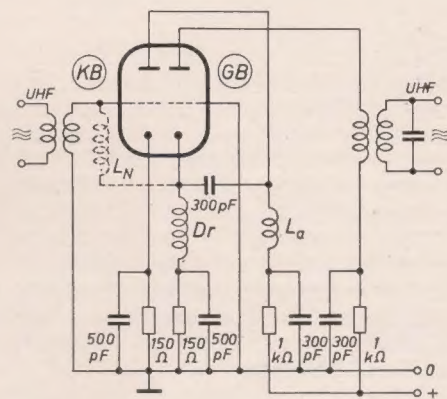 KB
GB
UHF
UHF
L_N
300pF
Dr
L_a
500
pF
150
Ω
150
Ω
500
pF
1
kΩ
300
pF
300
pF
1
kΩ
0
+